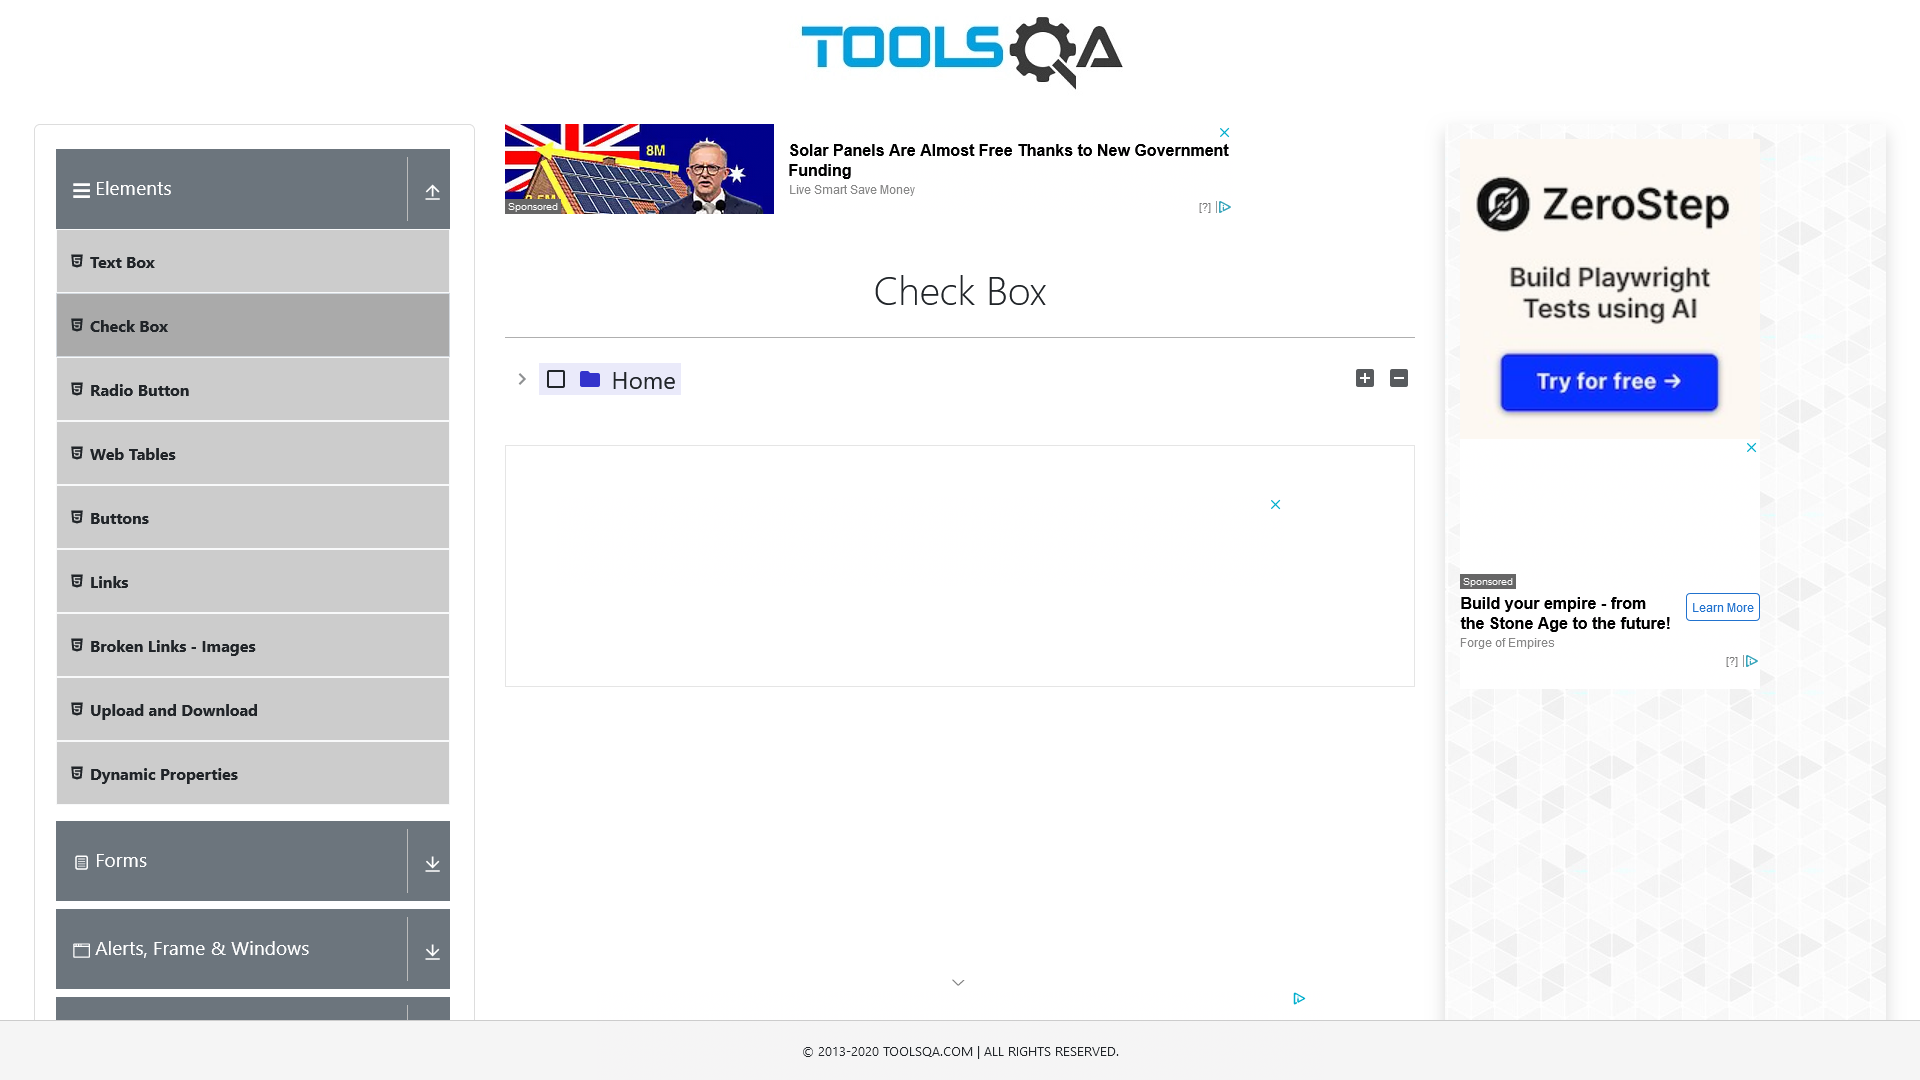 TOOLSQA
Elements
Text Box
Check Box
Radio Button
Web Tables
Buttons
Links
Broken Links - Images
Upload and Download
Dynamic Properties
Forms
Alerts, Frame & Windows
8M
Sponsored
Solar Panels Are Almost Free Thanks to New Government
Funding
Live Smart Save Money
[?]
Check Box
Home
ZeroStep
Build Playwright
Tests using AI
Try for free →
Sponsored
Build your empire - from
the Stone Age to the future!
Forge of Empires
Learn More
[?]
© 2013-2020 TOOLSQA.COM | ALL RIGHTS RESERVED.